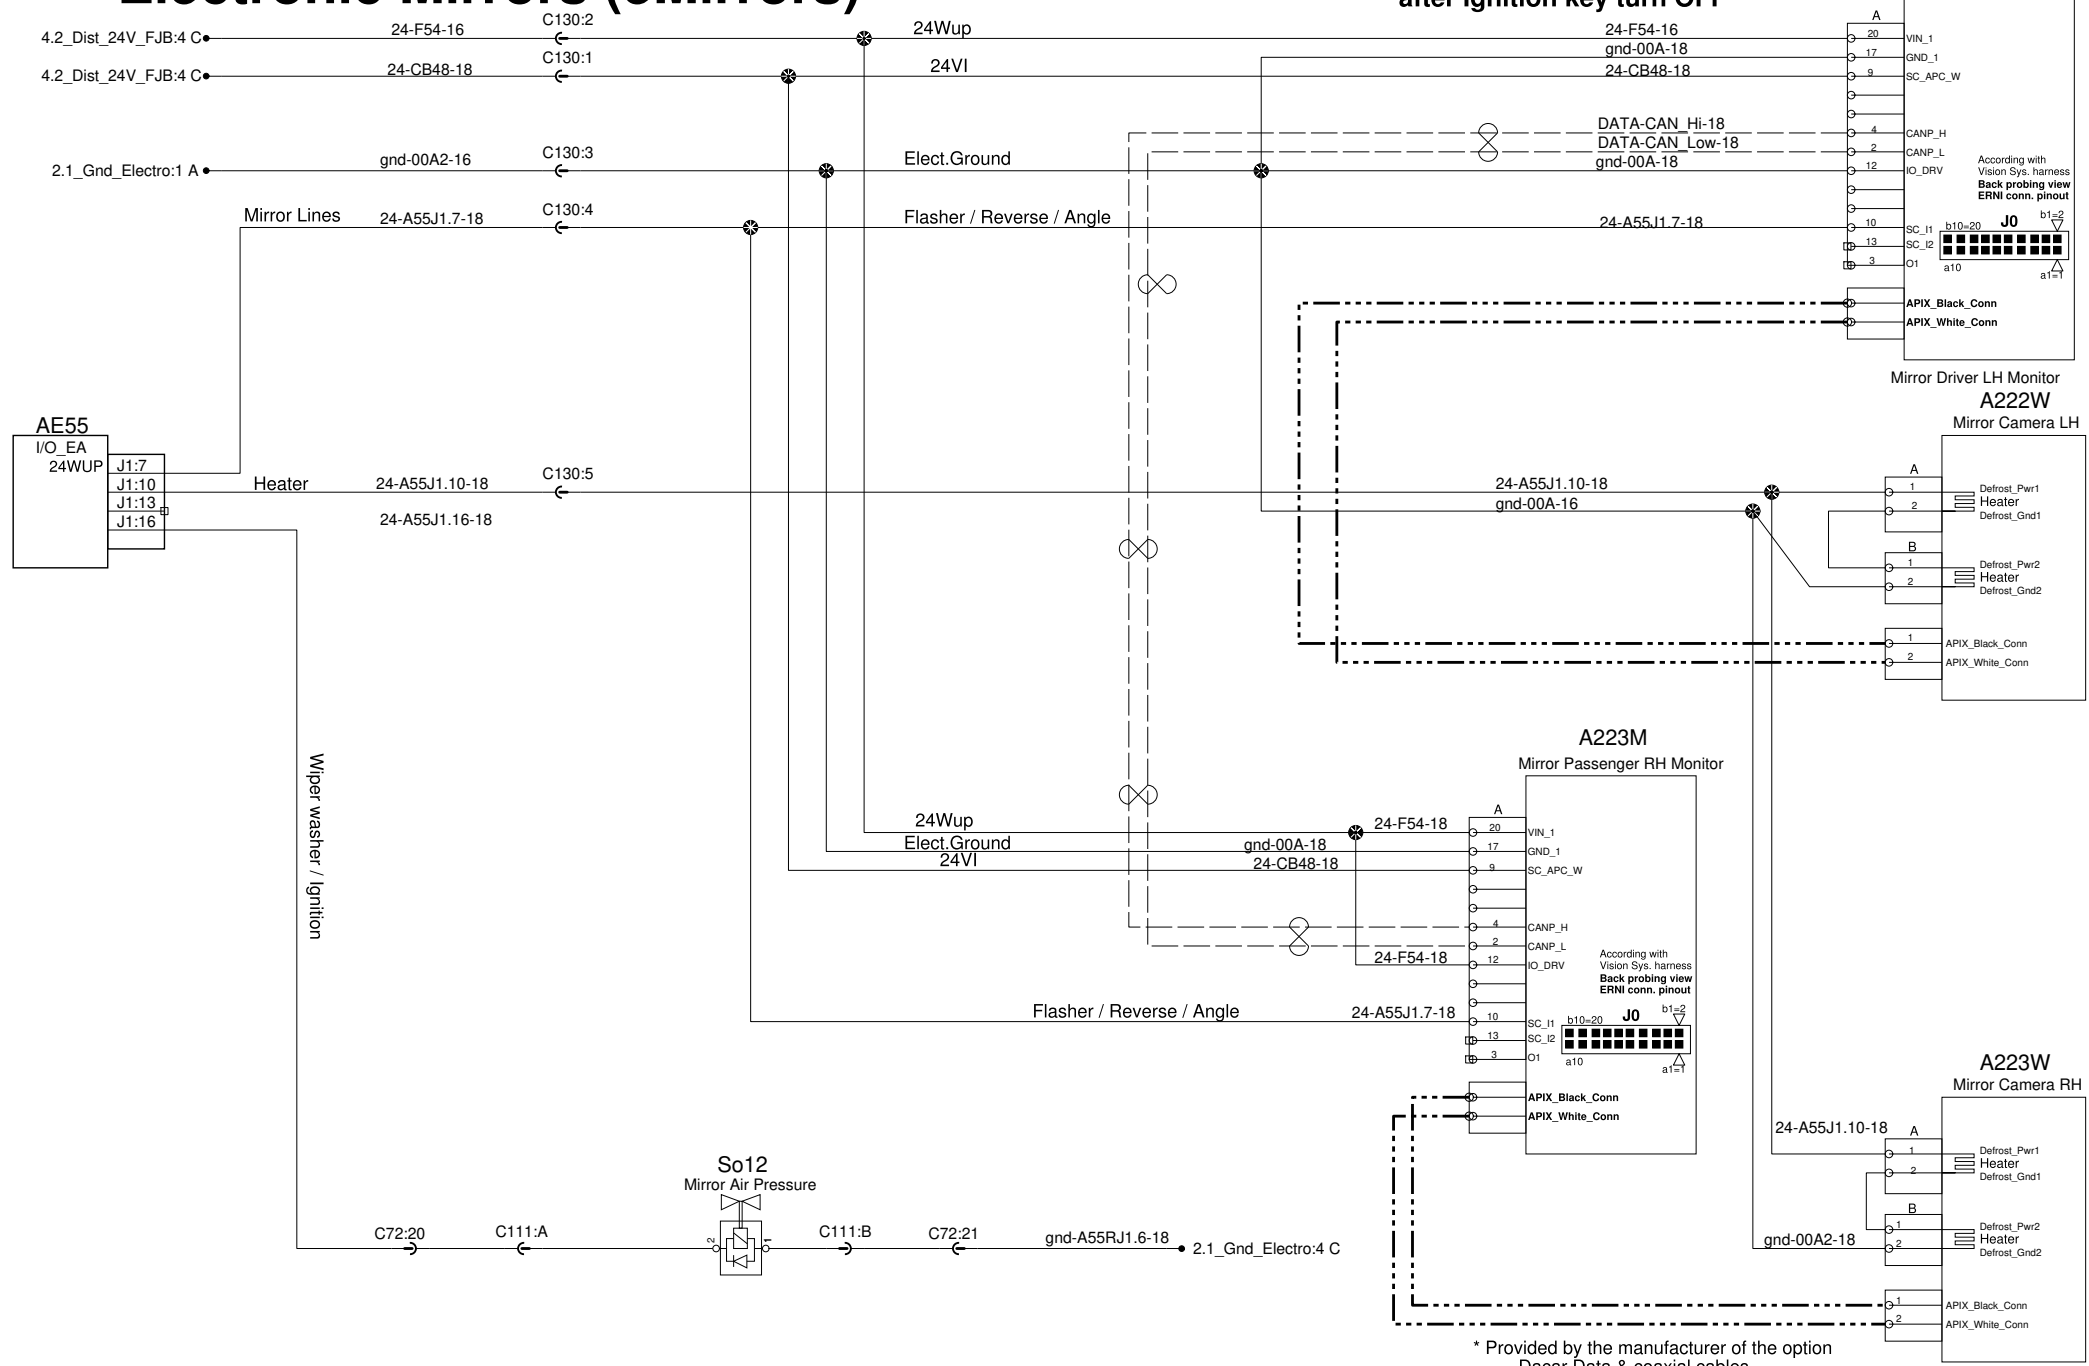 Electronic Mirrors (eMirrors)
after Ignition key turn OFF
4.2_Dist_24V_FJB:4 C
24-F54-16
C130:2
24Wup
24-F54-16
4.2_Dist_24V_FJB:4 C
24-CB48-18
C130:1
24VI
gnd-00A-18
24-CB48-18
A
20 VIN_1
17 GND_1
9 SC_APC_W
DATA-CAN_Hi-18
4 CANP_H
DATA-CAN_Low-18
2 CANP_L
2.1_Gnd_Electro:1 A
gnd-00A2-16
C130:3
Elect.Ground
gnd-00A-18
12 IO_DRV
According with
Vision Sys. harness
Back probing view
ERNI conn. pinout
Mirror Lines
24-A55J1.7-18
C130:4
Flasher / Reverse / Angle
24-A55J1.7-18
10 SC_I1
13 SC_I2
3 O1
b10=20 J0 b1=2
a10 a1=1
APIX_Black_Conn
APIX_White_Conn
Mirror Driver LH Monitor
A222W
Mirror Camera LH
AE55
I/O_EA
24WUP
J1:7
J1:10
J1:13
J1:16
Heater
24-A55J1.10-18
C130:5
24-A55J1.16-18
24-A55J1.10-18
gnd-00A-16
A
1 Defrost_Pwr1
Heater
2 Defrost_Gnd1
B
1 Defrost_Pwr2
Heater
2 Defrost_Gnd2
1 APIX_Black_Conn
2 APIX_White_Conn
A223M
Mirror Passenger RH Monitor
Wiper washer / Ignition
24Wup
24-F54-18
Elect.Ground
gnd-00A-18
24VI
24-CB48-18
A
20 VIN_1
17 GND_1
9 SC_APC_W
4 CANP_H
2 CANP_L
24-F54-18
12 IO_DRV
According with
Vision Sys. harness
Back probing view
ERNI conn. pinout
Flasher / Reverse / Angle
24-A55J1.7-18
10 SC_I1
13 SC_I2
3 O1
b10=20 J0 b1=2
a10 a1=1
APIX_Black_Conn
APIX_White_Conn
A223W
Mirror Camera RH
24-A55J1.10-18
A
1 Defrost_Pwr1
Heater
2 Defrost_Gnd1
B
1 Defrost_Pwr2
Heater
gnd-00A2-18
2 Defrost_Gnd2
1 APIX_Black_Conn
2 APIX_White_Conn
So12
Mirror Air Pressure
C72:20
C111:A
2
1
C111:B
C72:21
gnd-A55RJ1.6-18
2.1_Gnd_Electro:4 C
* Provided by the manufacturer of the option
Dacar Data & coaxial cables